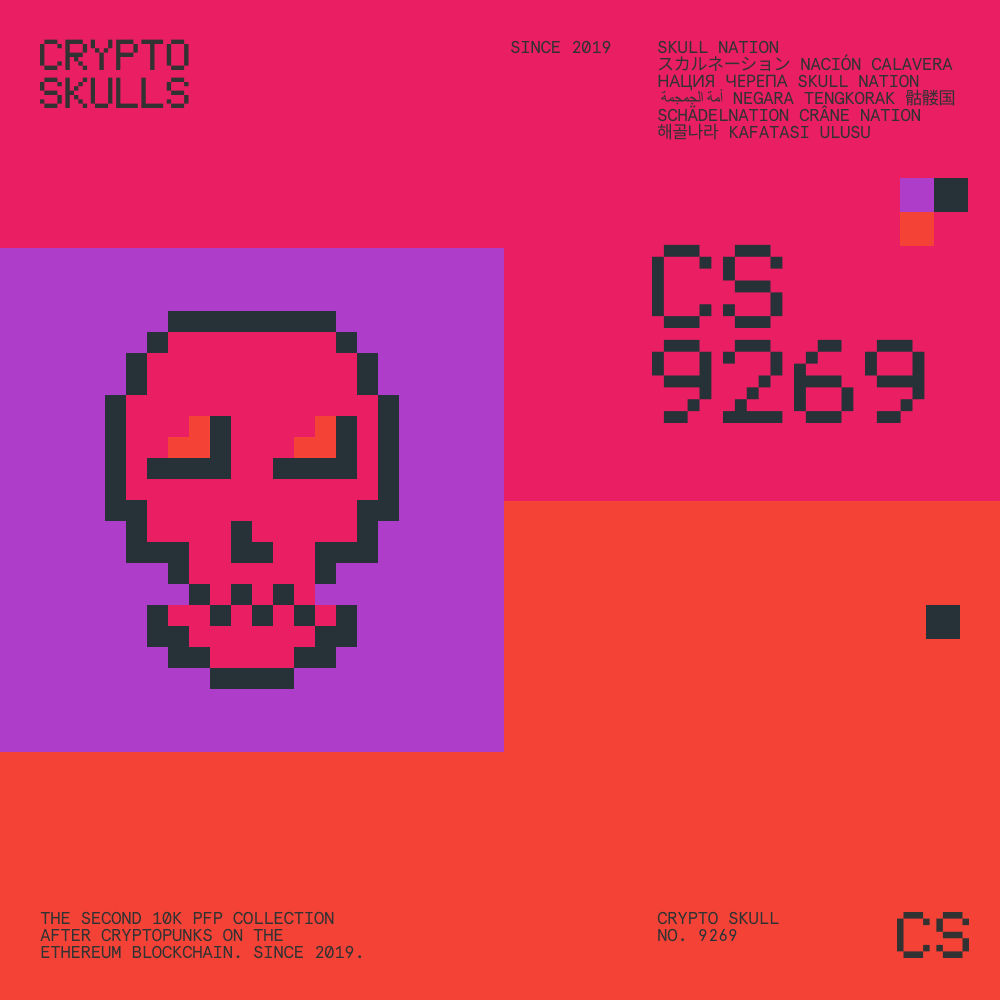 CRYPTO
SKULLS
SINCE 2019
SKULL NATION
スカルネーション NACIÓN CALAVERA
НАЦИЯ ЧЕРЕПА SKULL NATION
أمة الجمجمة NEGARA TENGKORAK 骷髅国
SCHÄDELNATION CRÂNE NATION
해골나라 KAFATASI ULUSU
CS
9269
THE SECOND 10K PFP COLLECTION
AFTER CRYPTOPUNKS ON THE
ETHEREUM BLOCKCHAIN. SINCE 2019.
CRYPTO SKULL
NO. 9269
CS